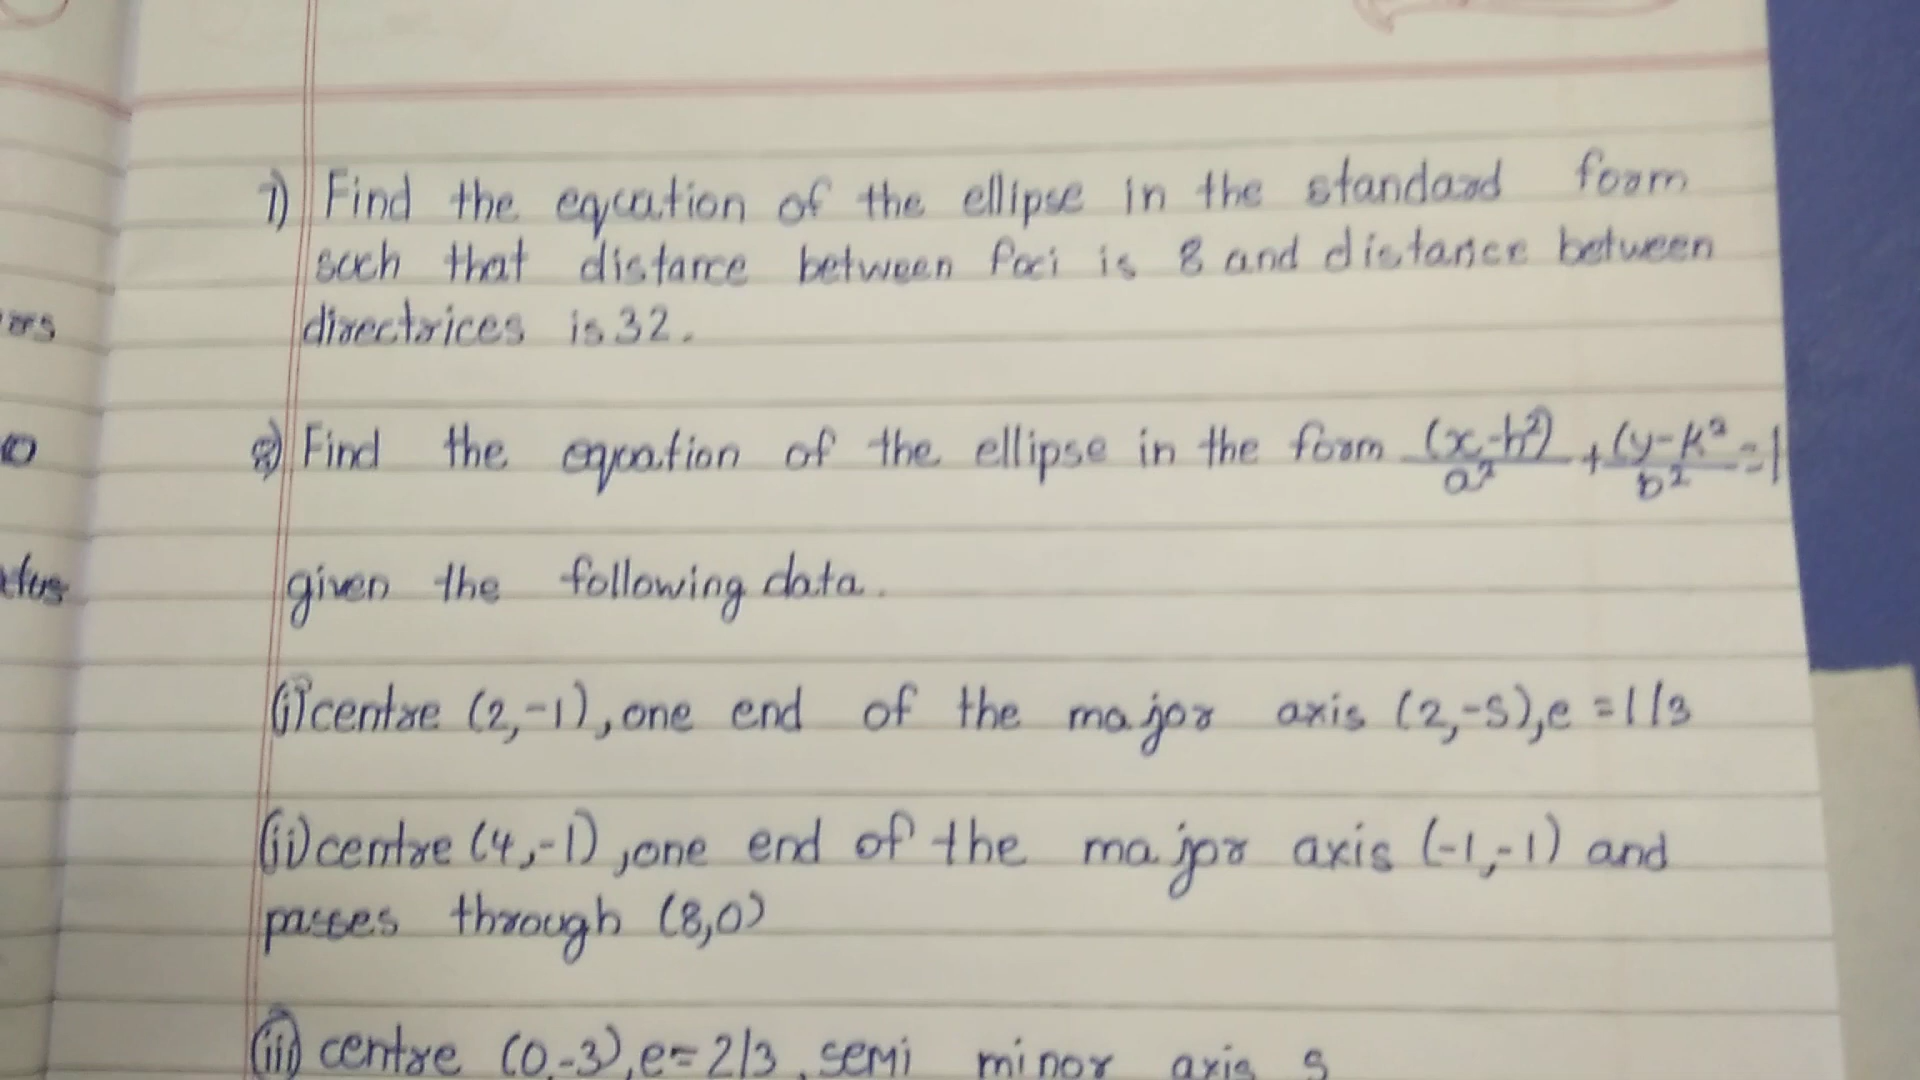 7) Find the equation of the ellipse in the standard form
such that distance between foci is 8 and distance between
directrices is 32.
8) Find the equation of the ellipse in the form (x-h²)/a² + (y-k²/b² = 1
given the following data.
(i) centre (2,-1), one end of the major axis (2,-5), e = 1/3
(ii) centre (4,-1), one end of the major axis (-1,-1) and
passes through (8,0)
(iii) centre (0,-3), e = 2/3, semi minor axis 5